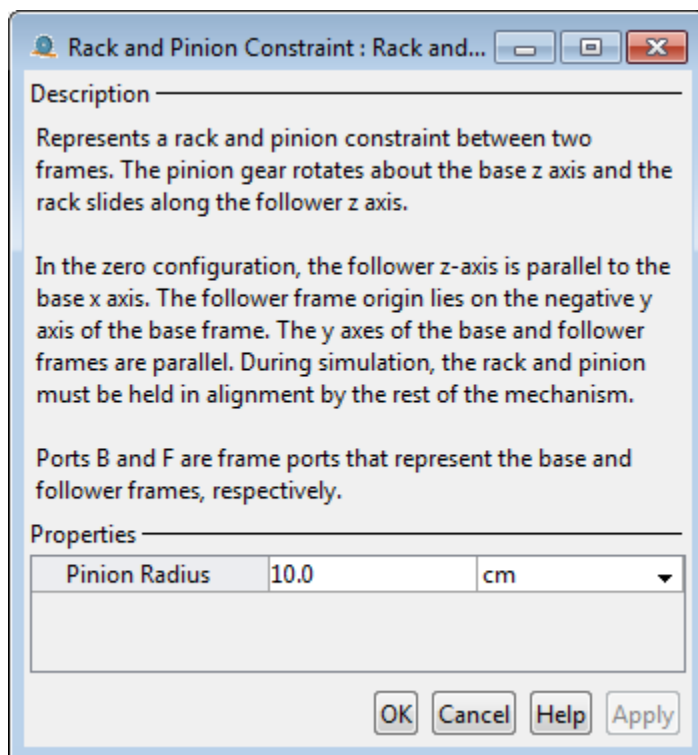 Rack and Pinion Constraint : Rack and...
Description
Represents a rack and pinion constraint between two
frames. The pinion gear rotates about the base z axis and the
rack slides along the follower z axis.
In the zero configuration, the follower z-axis is parallel to the
base x axis. The follower frame origin lies on the negative y
axis of the base frame. The y axes of the base and follower
frames are parallel. During simulation, the rack and pinion
must be held in alignment by the rest of the mechanism.
Ports B and F are frame ports that represent the base and
follower frames, respectively.
Properties
Pinion Radius 10.0 cm
OK Cancel Help Apply